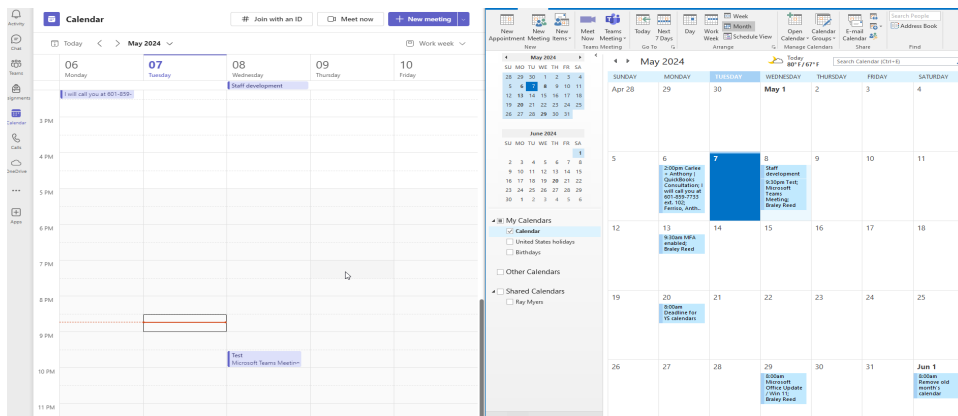 Activity
Chat
Teams
Assignments
Calendar
Calls
OneDrive
Apps
Calendar
# Join with an ID
Meet now
+ New meeting
Today
< > May 2024
Work week
06
Monday
07
Tuesday
08
Wednesday
09
Thursday
10
Friday
Staff development
I will call you at 601-859-
3 PM
4 PM
5 PM
6 PM
7 PM
8 PM
9 PM
10 PM
11 PM
Test
Microsoft Teams Meetin
New Appointment
New Meeting
New Items
New
Meet Now
Teams Meeting
Teams Meeting
Today
Next 7 Days
Go To
Day
Work Week
Week
Month
Schedule View
Arrange
Open Calendar
Calendar Groups
Manage Calendars
E-mail Calendar
Share
Search People
Address Book
Find
May 2024
SU MO TU WE TH FR SA
28 29 30 1 2 3 4
5 6 7 8 9 10 11
12 13 14 15 16 17 18
19 20 21 22 23 24 25
26 27 28 29 30 31
June 2024
SU MO TU WE TH FR SA
1
2 3 4 5 6 7 8
9 10 11 12 13 14 15
16 17 18 19 20 21 22
23 24 25 26 27 28 29
30 1 2 3 4 5 6
My Calendars
Calendar
United States holidays
Birthdays
Other Calendars
Shared Calendars
Ray Myers
May 2024
Today
80° F / 67° F
Search Calendar (Ctrl+E)
SUNDAY MONDAY TUESDAY WEDNESDAY THURSDAY FRIDAY SATURDAY
Apr 28 29 30 May 1 2 3 4
5 6 7 8 9 10 11
2:00pm Carlee
+ Anthony |
QuickBooks
Consultation; I
will call you at
601-859-7733
ext. 102;
Ferriso, Anth...
Staff
development
9:30pm Test;
Microsoft
Teams
Meeting;
Braley Reed
12 13 14 15 16 17 18
9:30am MFA
enabled;
Braley Reed
19 20 21 22 23 24 25
8:00am
Deadline for
YS calendars
26 27 28 29 30 31 Jun 1
8:00am
Microsoft
Office Update
/ Win 11;
Braley Reed
8:00am
Remove old
month's
calendar